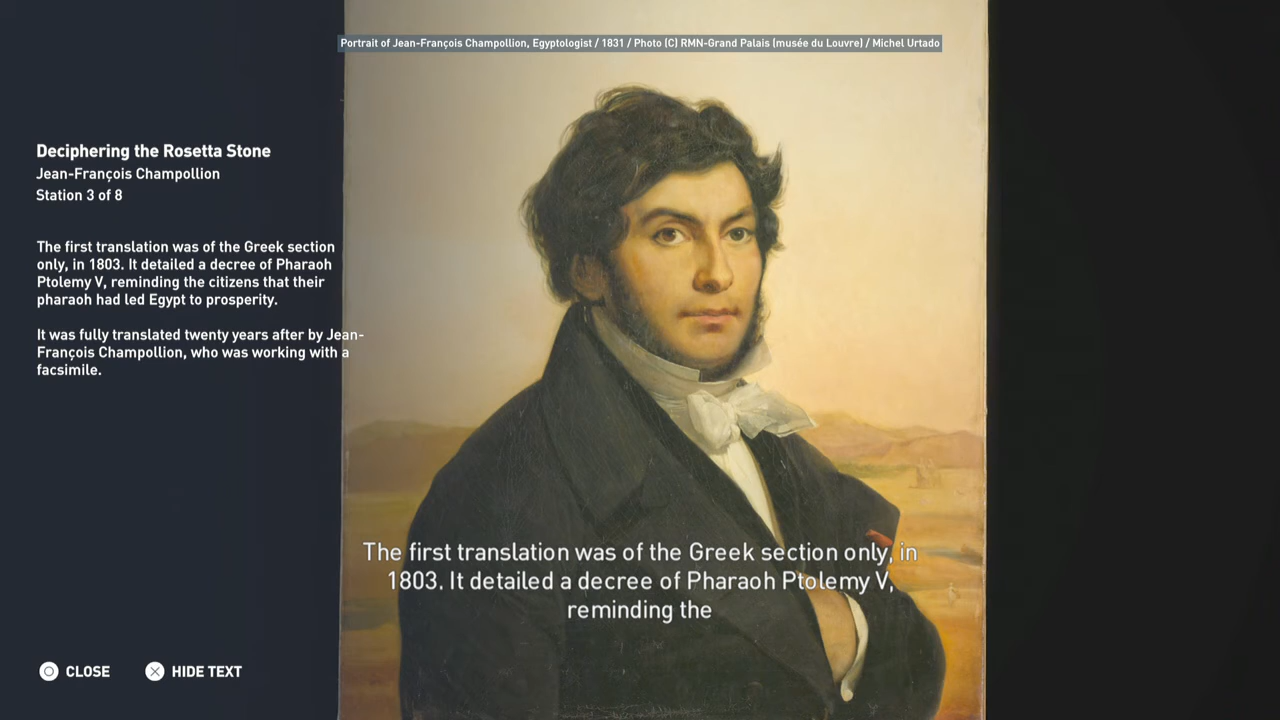 Portrait of Jean-François Champollion, Egyptologist / 1831 / Photo (C) RMN-Grand Palais (musée du Louvre) / Michel Urtado
Deciphering the Rosetta Stone
Jean-François Champollion
Station 3 of 8
The first translation was of the Greek section
only, in 1803. It detailed a decree of Pharaoh
Ptolemy V, reminding the citizens that their
pharaoh had led Egypt to prosperity.
It was fully translated twenty years after by Jean-
François Champollion, who was working with a
facsimile.
The first translation was of the Greek section only, in
1803. It detailed a decree of Pharaoh Ptolemy V,
reminding the
CLOSE
HIDE TEXT